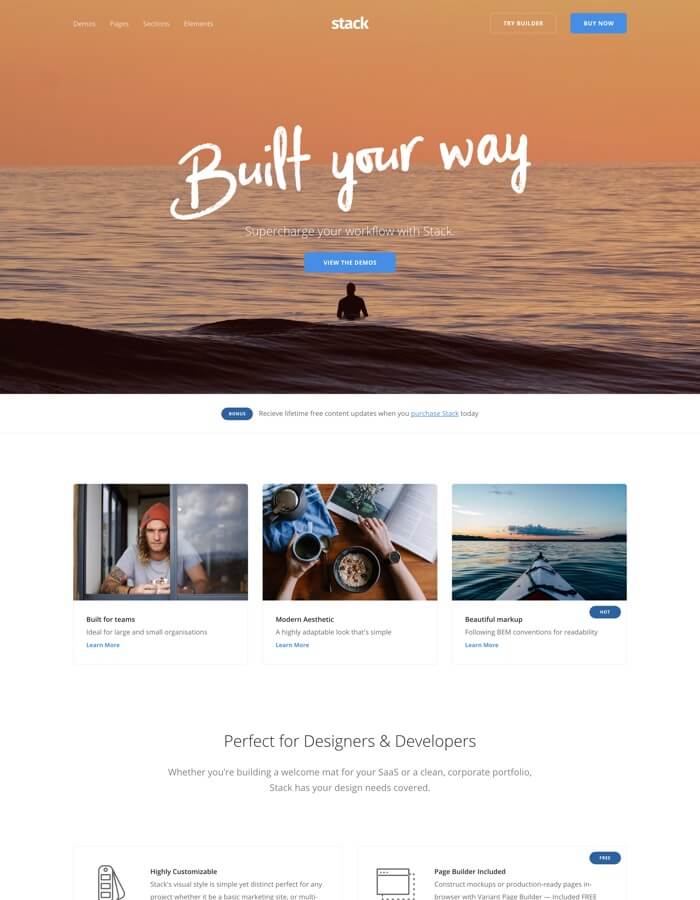 Demos Pages Sections Elements stack TRY BUILDER BUY NOW
Built your way
Supercharge your workflow with Stack.
VIEW THE DEMOS
BONUS Recieve lifetime free content updates when you purchase Stack today
HOT
Built for teams
Ideal for large and small organisations
Learn More
Modern Aesthetic
A highly adaptable look that's simple
Learn More
Beautiful markup
Following BEM conventions for readability
Learn More
Perfect for Designers & Developers
Whether you're building a welcome mat for your SaaS or a clean, corporate portfolio,
Stack has your design needs covered.
Highly Customizable
Stack's visual style is simple yet distinct perfect for any
project whether it be a basic marketing site, or multi-
FREE
Page Builder Included
Construct mockups or production-ready pages in-
browser with Variant Page Builder — Included FREE